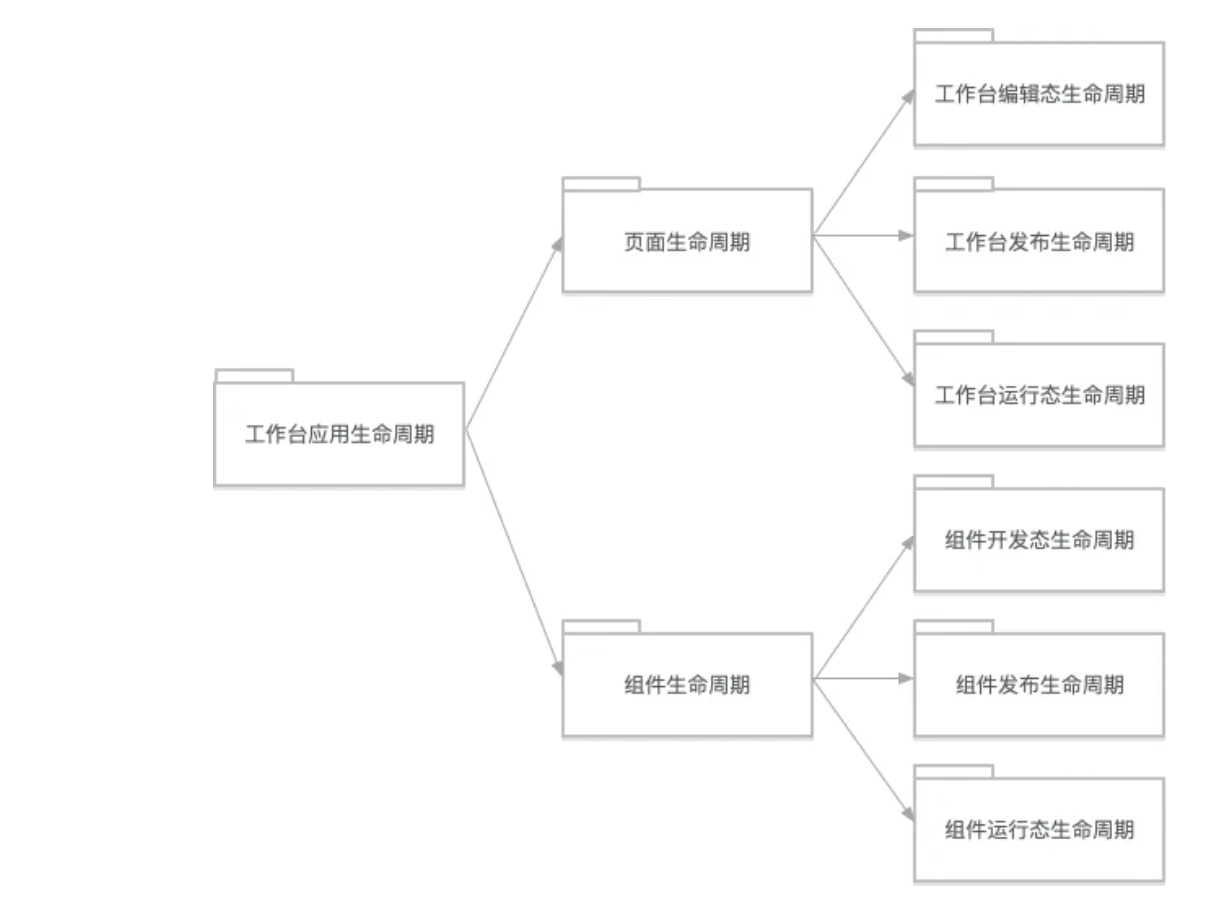 工作台编辑态生命周期
页面生命周期
工作台发布生命周期
工作台运行态生命周期
工作台应用生命周期
组件开发态生命周期
组件生命周期
组件发布生命周期
组件运行态生命周期